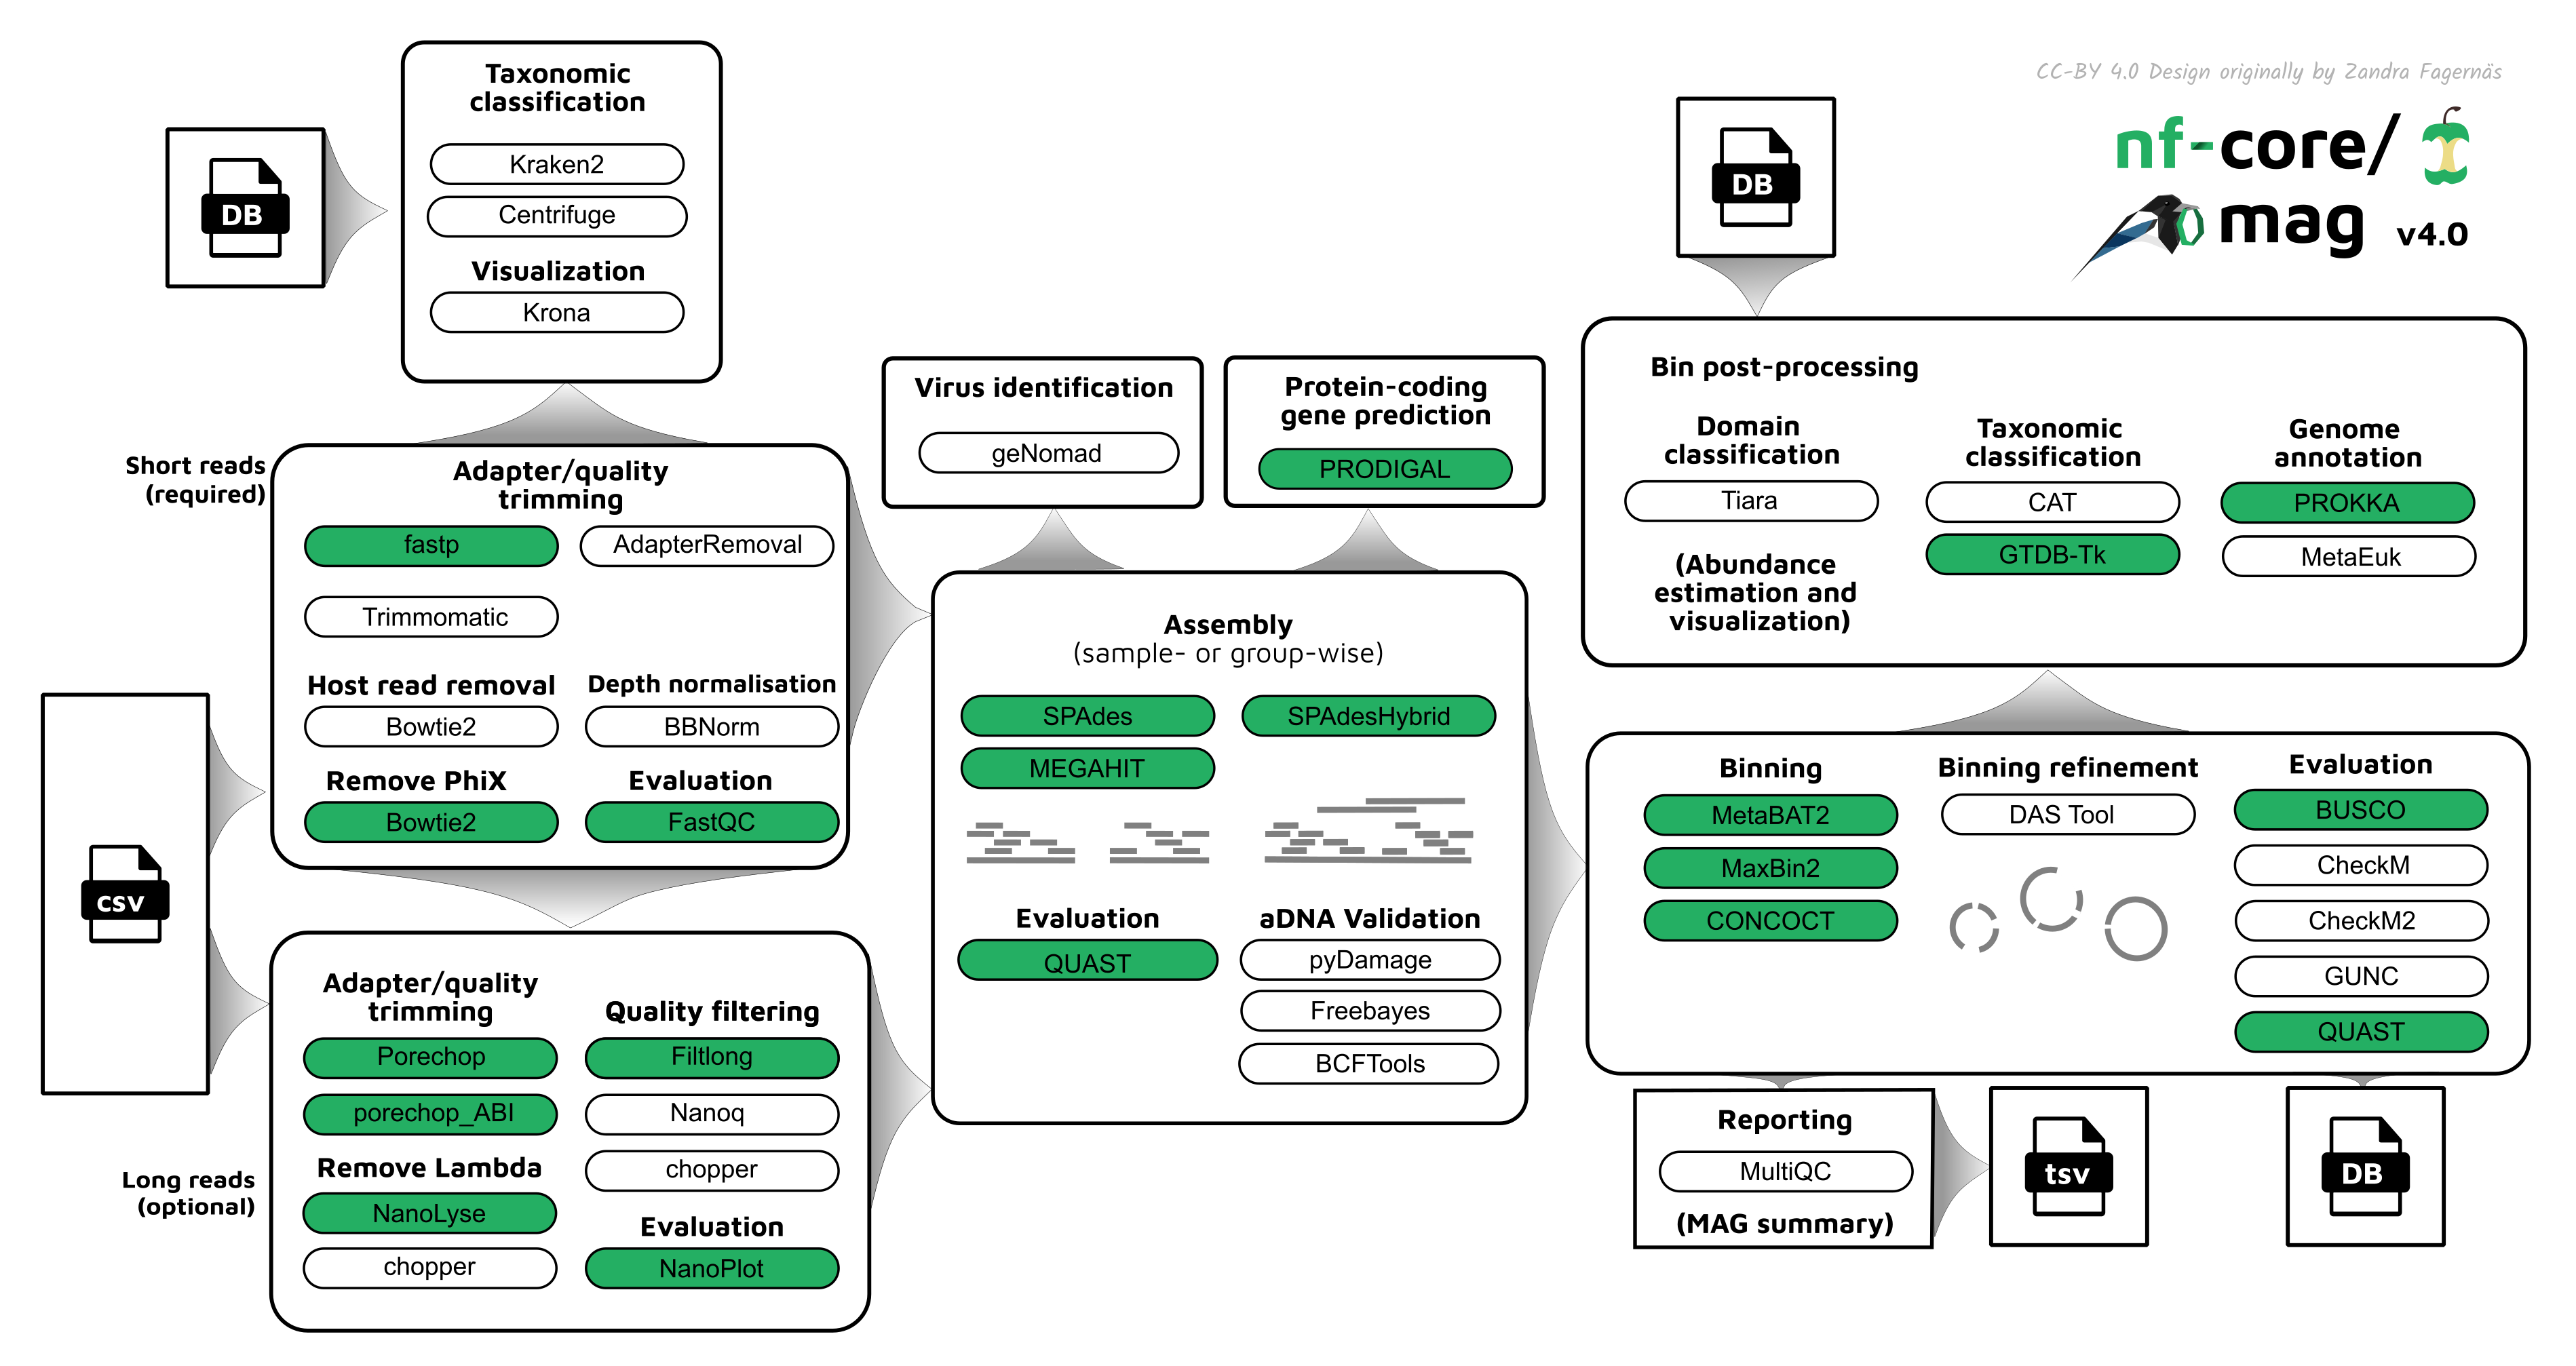 CC-BY 4.0 Design originally by Zandra Fagernäs
nf-core/
mag v4.0
DB
Taxonomic
classification
Kraken2
Centrifuge
Visualization
Krona
Short reads
(required)
Adapter/quality
trimming
fastp
AdapterRemoval
Trimmomatic
Host read removal
Bowtie2
Depth normalisation
BBNorm
Remove PhiX
Bowtie2
Evaluation
FastQC
csv
Long reads
(optional)
Adapter/quality
trimming
Porechop
porechop_ABI
Remove Lambda
NanoLyse
chopper
Quality filtering
Filtlong
Nanoq
chopper
Evaluation
NanoPlot
Virus identification
geNomad
Protein-coding
gene prediction
PRODIGAL
Assembly
(sample- or group-wise)
SPAdes
SPAdesHybrid
MEGAHIT
Evaluation
QUAST
aDNA Validation
pyDamage
Freebayes
BCFTools
DB
Bin post-processing
Domain
classification
Tiara
(Abundance
estimation and
visualization)
Taxonomic
classification
CAT
GTDB-Tk
Genome
annotation
PROKKA
MetaEuk
Binning
MetaBAT2
MaxBin2
CONCOCT
Binning refinement
DAS Tool
Evaluation
BUSCO
CheckM
CheckM2
GUNC
QUAST
Reporting
MultiQC
(MAG summary)
tsv
DB